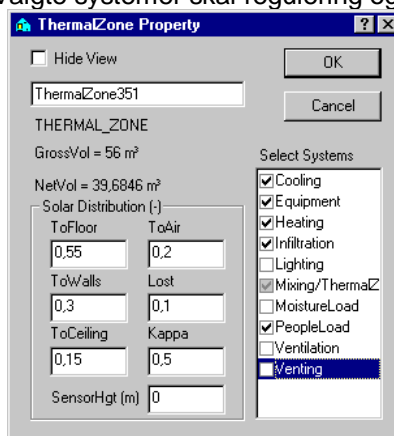 Valgte systemer skal regulering og
ThermalZone Property
Hide View
OK
ThermalZone351
Cancel
THERMAL_ZONE
GrossVol = 56 m³
Select Systems
NetVol = 39,6846 m³
Cooling
Solar Distribution (-)
Equipment
ToFloor
ToAir
Heating
0,55
0,2
Infiltration
Lighting
ToWalls
Lost
Mixing/ThermalZ
0,3
0,1
MoistureLoad
ToCeiling
Kappa
PeopleLoad
0,15
0,5
Ventilation
Venting
SensorHgt (m)
0